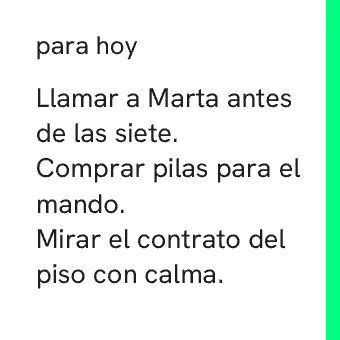 para hoy
Llamar a Marta antes
de las siete.
Comprar pilas para el
mando.
Mirar el contrato del
piso con calma.